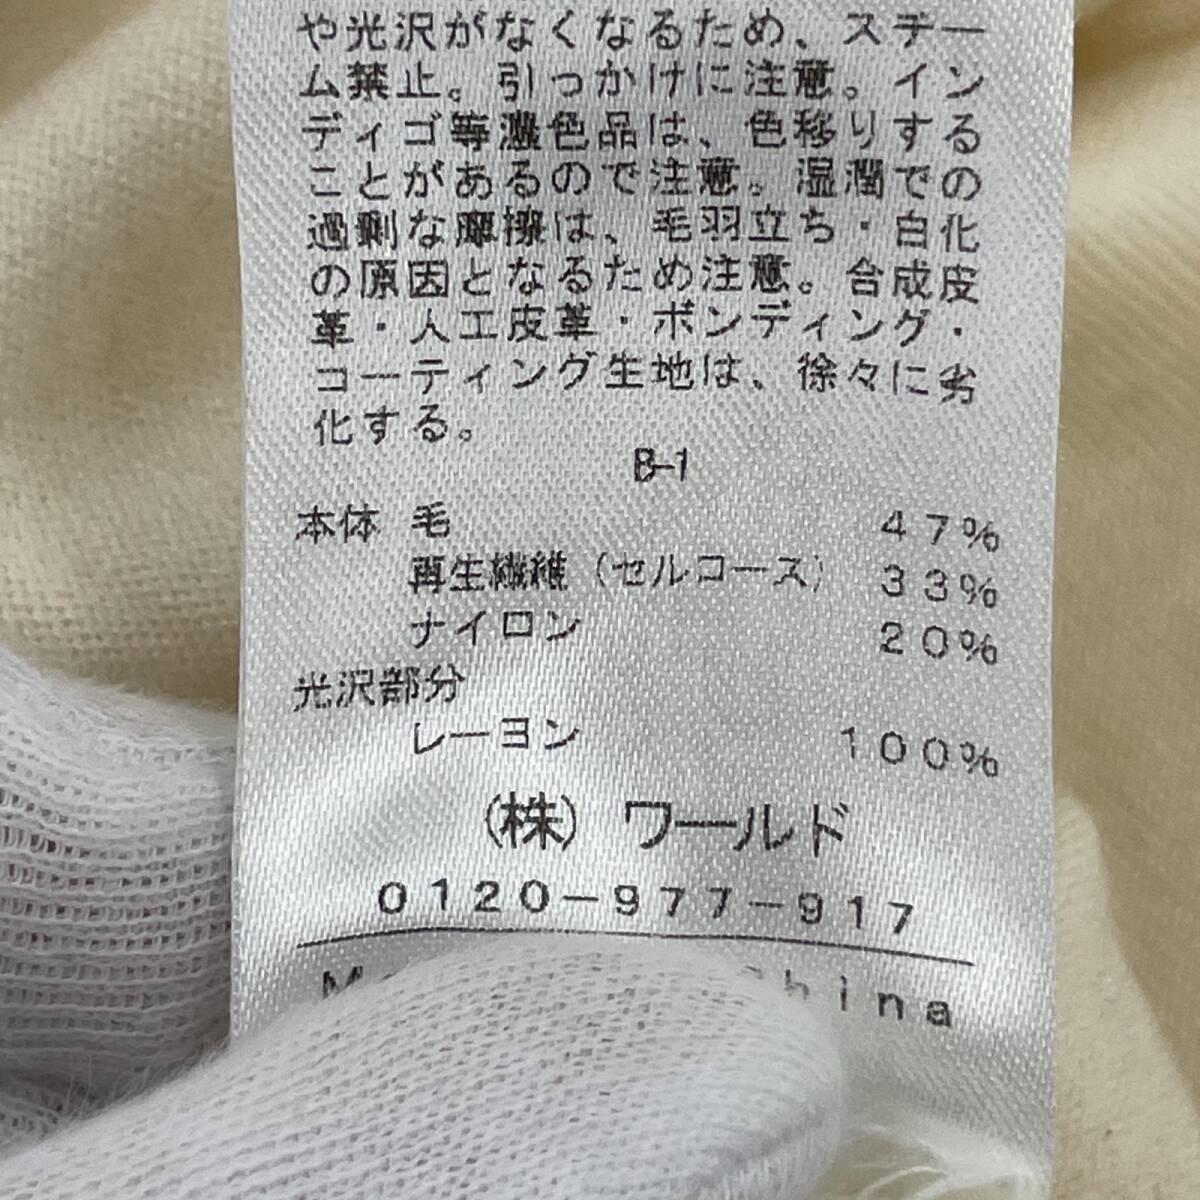 や光沢がなくなるため、スチー
ム禁止。引っかけに注意。イン
ディゴ等濃色品は、色移りする
ことがあるので注意。湿潤での
過剰な摩擦は、毛羽立ち・白化
の原因となるため注意。合成皮
革・人工皮革・ボンディング・
コーティング生地は、徐々に劣
化する。
B-1
本体 毛 47%
再生繊維(セルロース) 33%
ナイロン 20%
光沢部分
レーヨン 100%
(株) ワールド
0120-977-917